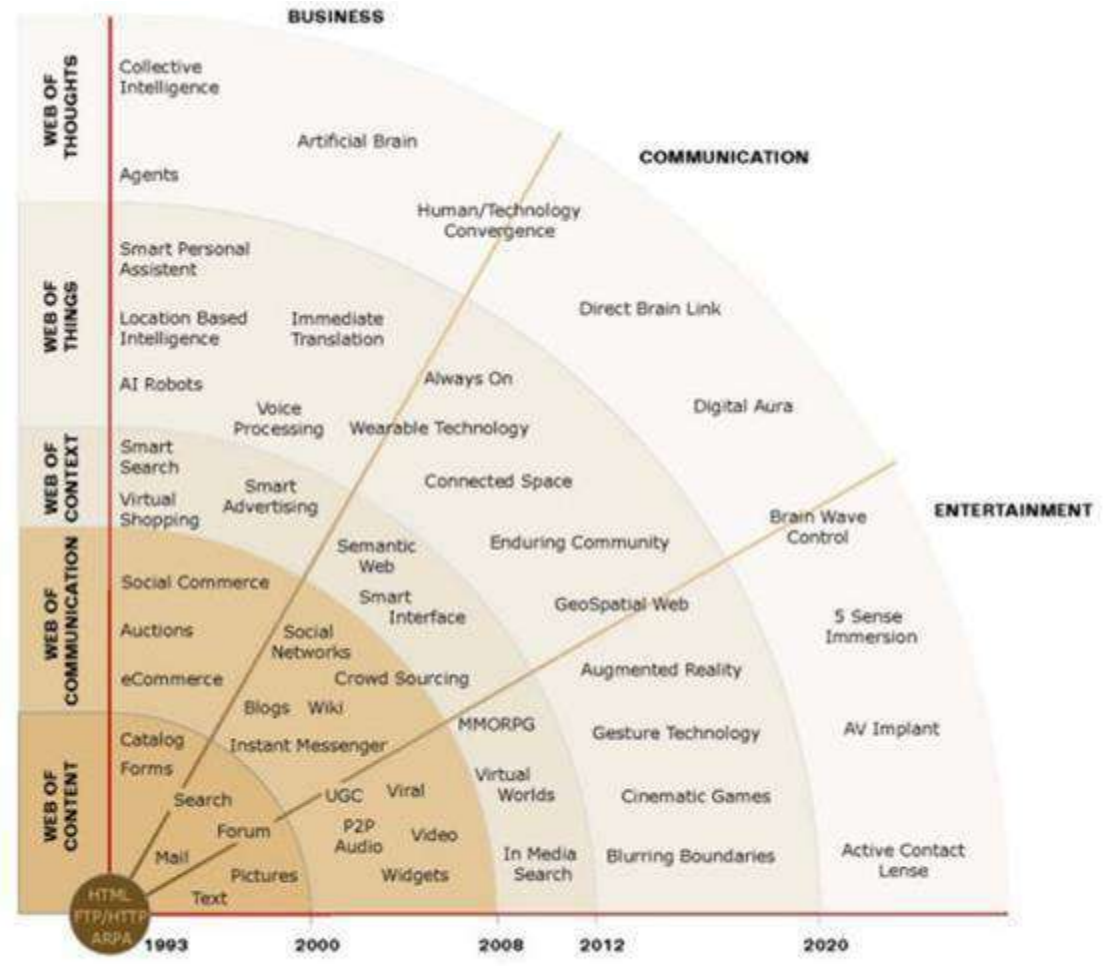 BUSINESS
COMMUNICATION
ENTERTAINMENT
WEB OF
THOUGHTS
Collective
Intelligence
Artificial Brain
Agents
Human/Technology
Convergence
Direct Brain Link
Digital Aura
Brain Wave
Control
5 Sense
Immersion
AV Implant
Active Contact
Lense
WEB OF
THINGS
Smart Personal
Assistent
Location Based
Intelligence
Immediate
Translation
AI Robots
Voice
Processing
Always On
Wearable Technology
Connected Space
Enduring Community
GeoSpatial Web
Augmented Reality
Gesture Technology
Cinematic Games
Blurring Boundaries
WEB OF
CONTEXT
Smart
Search
Virtual
Shopping
Smart
Advertising
Semantic
Web
Smart
Interface
MMORPG
Virtual
Worlds
In Media
Search
WEB OF
COMMUNICATION
Social Commerce
Auctions
eCommerce
Social
Networks
Crowd Sourcing
Blogs Wiki
Instant Messenger
UGC Viral
P2P
Audio
Video
Widgets
WEB OF
CONTENT
Catalog
Forms
Search
Forum
Mail
Pictures
Text
HTML
FTP/HTTP
ARPA
1993 2000 2008 2012 2020